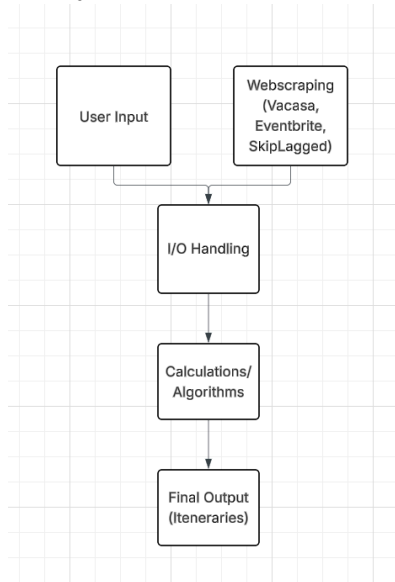 User Input
Webscraping
(Vacasa,
Eventbrite,
SkipLagged)
I/O Handling
Calculations/
Algorithms
Final Output
(Iteneraries)